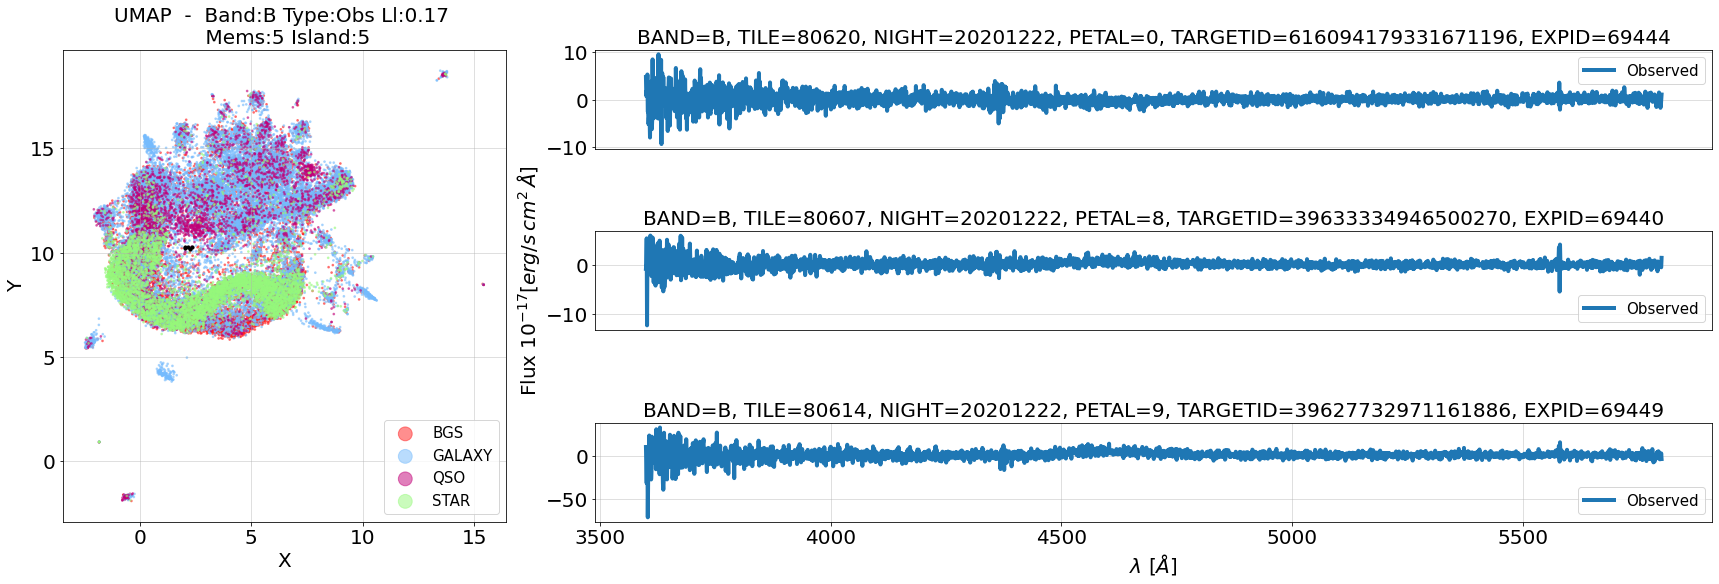 UMAP  -  Band:B Type:Obs Ll:0.17
Mems:5 Island:5
Y
15
10
5
0
0
5
10
15
X
BGS
GALAXY
QSO
STAR
Flux 10⁻¹⁷[erg/s cm² Å]
BAND=B, TILE=80620, NIGHT=20201222, PETAL=0, TARGETID=616094179331671196, EXPID=69444
10
0
−10
Observed
BAND=B, TILE=80607, NIGHT=20201222, PETAL=8, TARGETID=39633334946500270, EXPID=69440
0
−10
Observed
BAND=B, TILE=80614, NIGHT=20201222, PETAL=9, TARGETID=39627732971161886, EXPID=69449
0
−50
Observed
3500
4000
4500
5000
5500
λ [Å]